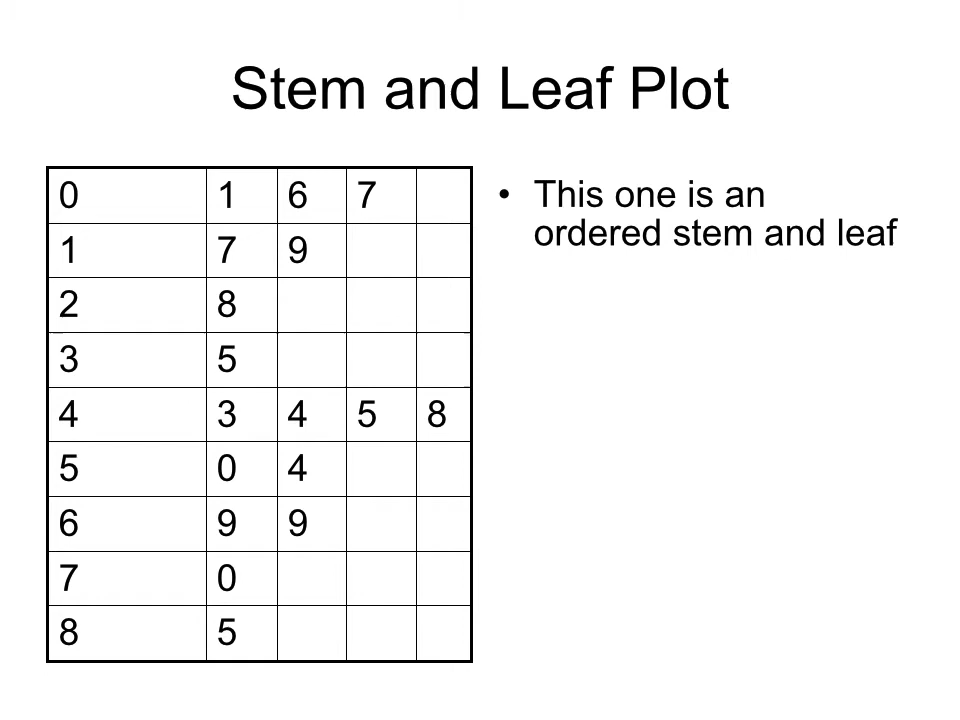 Stem and Leaf Plot
0 1 6 7
1 7 9
2 8
3 5
4 3 4 5 8
5 0 4
6 9 9
7 0
8 5
• This one is an
ordered stem and leaf